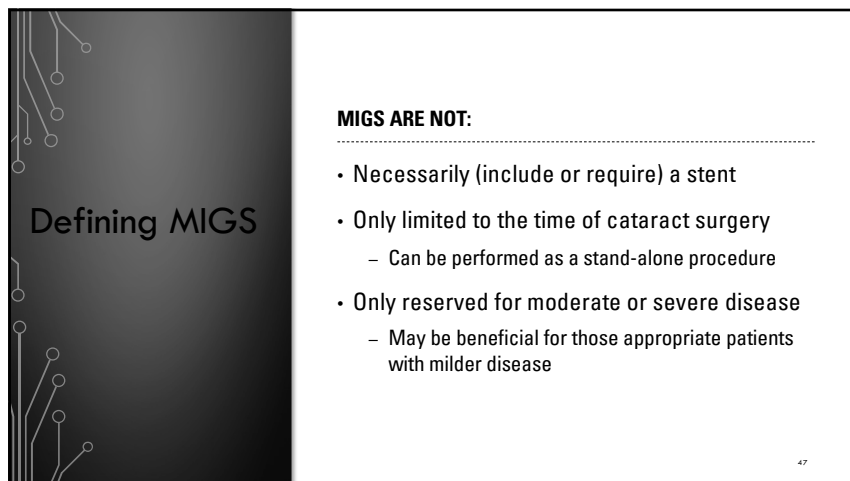 Defining MIGS
MIGS ARE NOT:
• Necessarily (include or require) a stent
• Only limited to the time of cataract surgery
– Can be performed as a stand-alone procedure
• Only reserved for moderate or severe disease
– May be beneficial for those appropriate patients
with milder disease
47